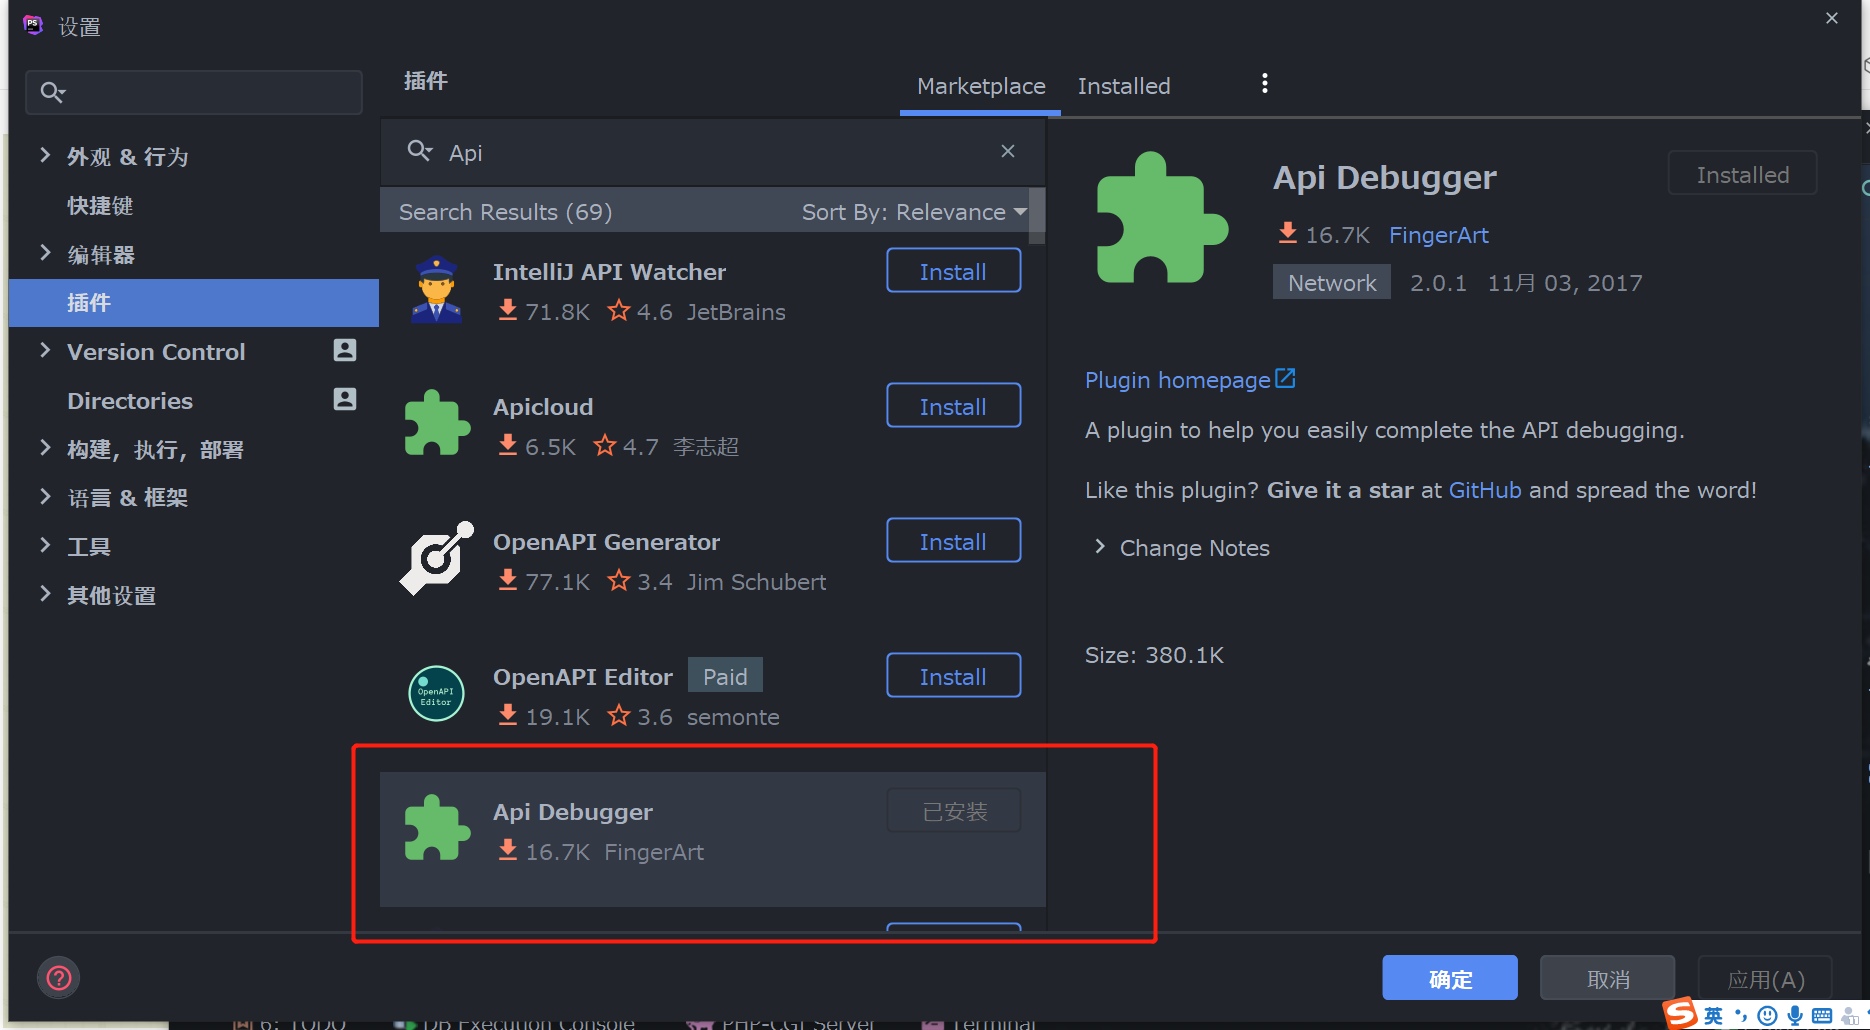 PS
设置
外观 & 行为
快捷键
编辑器
插件
Version Control
Directories
构建，执行，部署
语言 & 框架
工具
其他设置
插件
Marketplace
Installed
Api
Search Results (69)
Sort By: Relevance
IntelliJ API Watcher
Install
71.8K 4.6 JetBrains
Apicloud
Install
6.5K 4.7 李志超
OpenAPI Generator
Install
77.1K 3.4 Jim Schubert
OpenAPI
Editor
OpenAPI Editor Paid
Install
19.1K 3.6 semonte
Api Debugger
已安装
16.7K FingerArt
Api Debugger
Installed
16.7K FingerArt
Network 2.0.1 11月 03, 2017
Plugin homepage
A plugin to help you easily complete the API debugging.
Like this plugin? Give it a star at GitHub and spread the word!
Change Notes
Size: 380.1K
?
确定
取消
应用(A)
6: TODO
DB Execution Console
PHP-CGI Server
Terminal
S 英